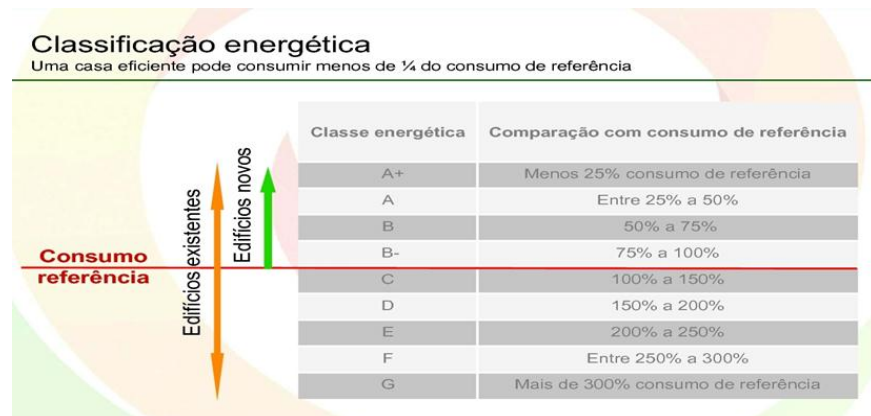 Classificação energética
Uma casa eficiente pode consumir menos de ¼ do consumo de referência
Classe energética Comparação com consumo de referência
A+ Menos 25% consumo de referência
A Entre 25% a 50%
B 50% a 75%
B- 75% a 100%
C 100% a 150%
D 150% a 200%
E 200% a 250%
F Entre 250% a 300%
G Mais de 300% consumo de referência
Consumo
referência
Edifícios existentes
Edifícios novos